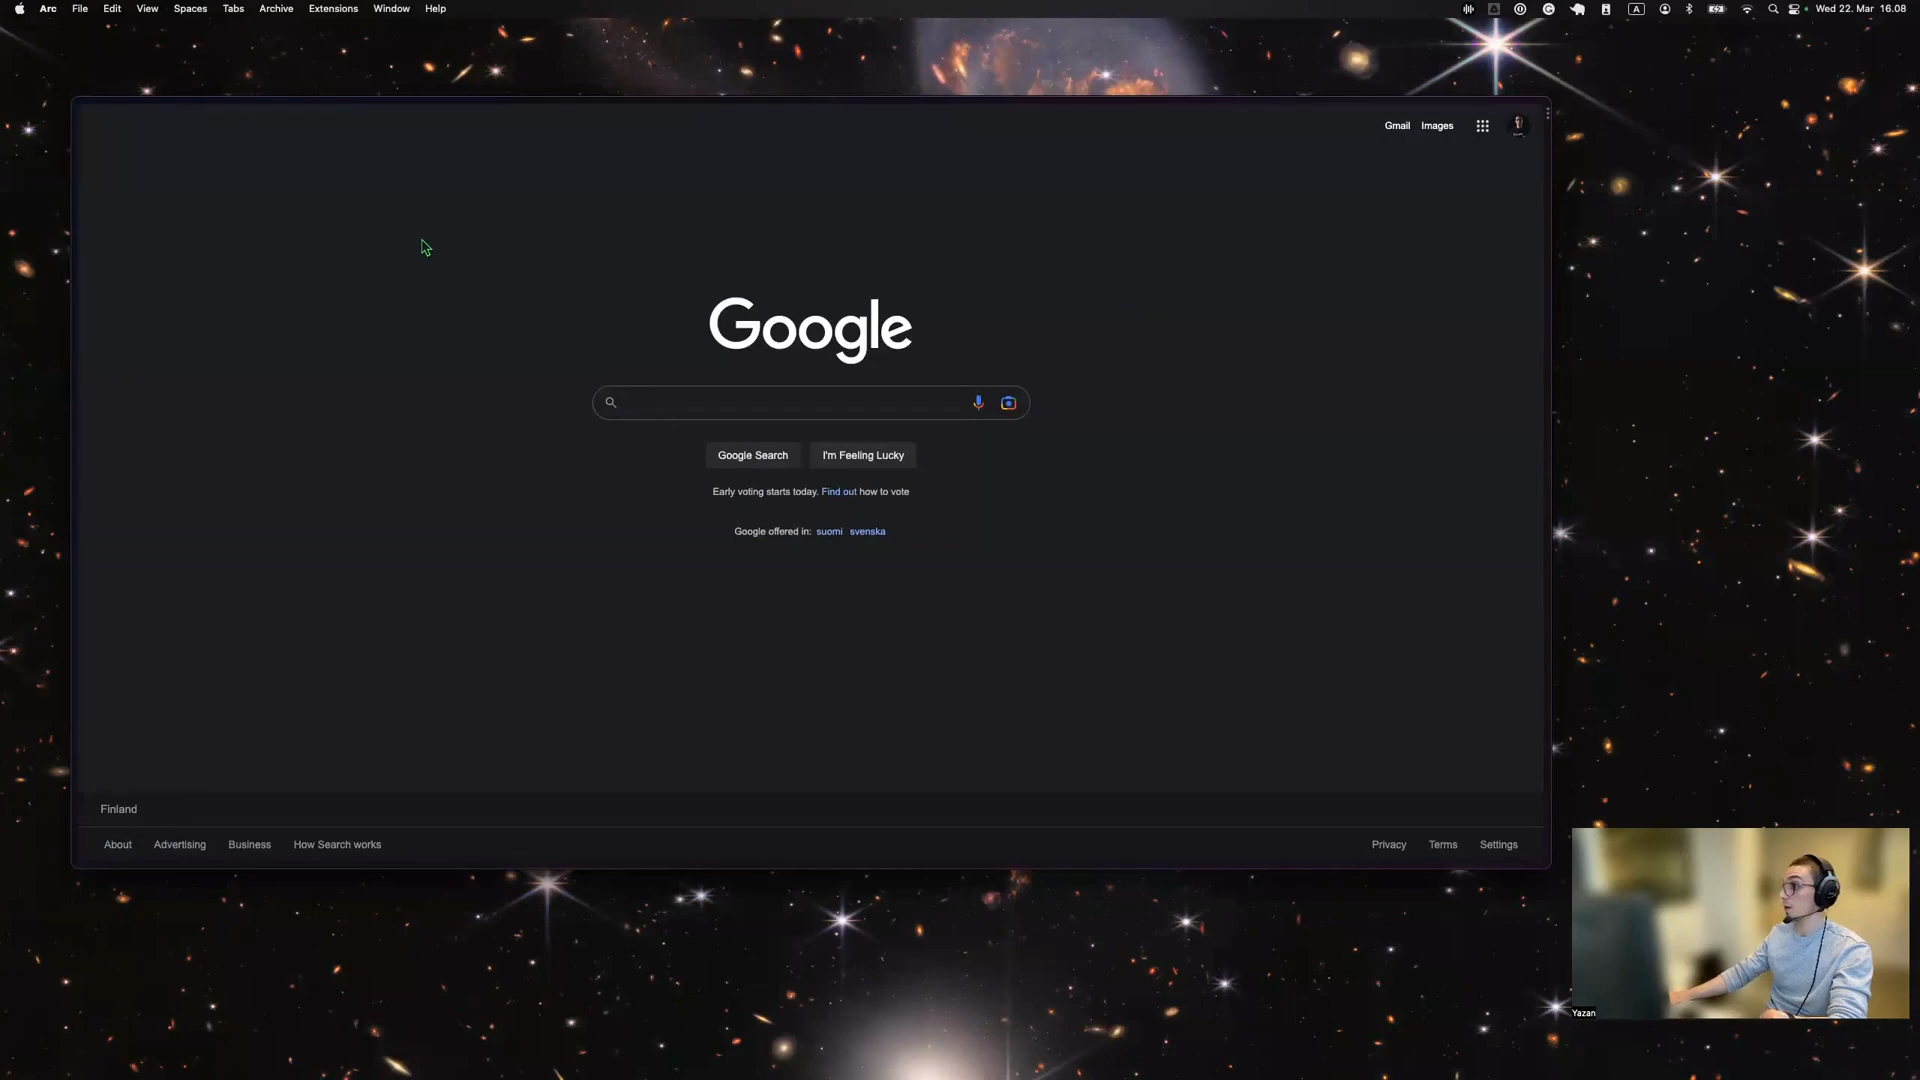 Arc File Edit View Spaces Tabs Archive Extensions Window Help A Wed 22. Mar 16.08
Gmail Images
Google
Google Search I'm Feeling Lucky
Early voting starts today. Find out how to vote
Google offered in: suomi svenska
Finland
About Advertising Business How Search works Privacy Terms Settings
Yazan